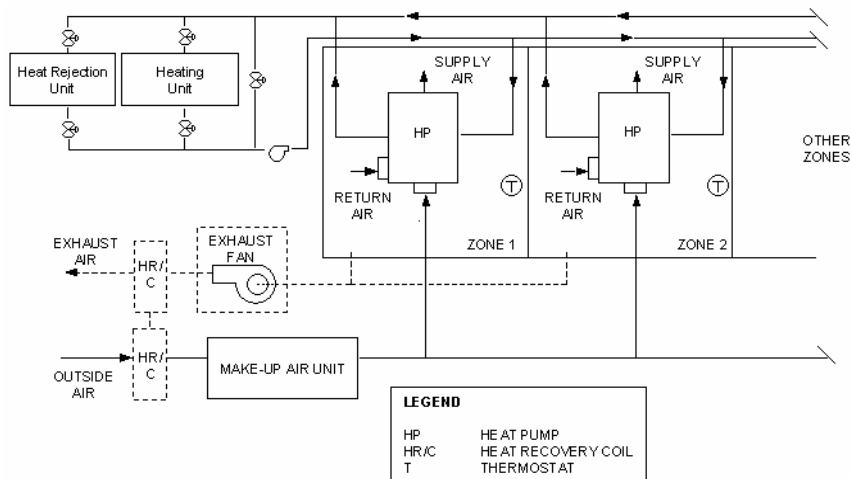 Heat Rejection
Unit
Heating
Unit
SUPPLY
AIR
HP
T
RETURN
AIR
ZONE 1
SUPPLY
AIR
HP
T
RETURN
AIR
ZONE 2
OTHER
ZONES
EXHAUST
AIR
HR/
C
EXHAUST
FAN
OUTSIDE
AIR
HR/
C
MAKE-UP AIR UNIT
LEGEND
HP HEAT PUMP
HR/C HEAT RECOVERY COIL
T THERMOSTAT